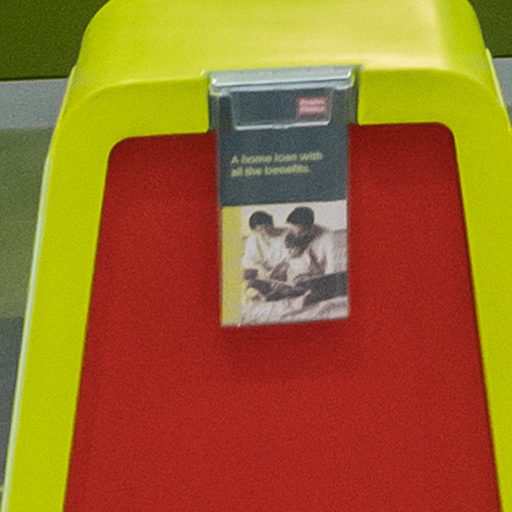 A home loan with
all the benefits.